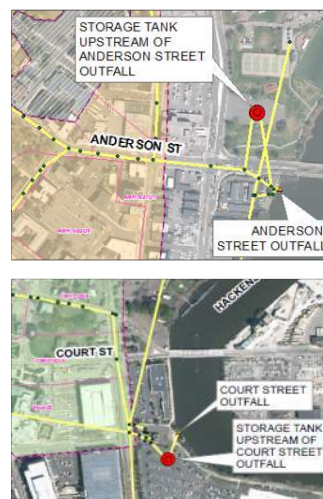 STORAGE TANK
UPSTREAM OF
ANDERSON STREET
OUTFALL
ANDERSON ST
ANDERSON
STREET OUTFALL
HACKENS
COURT ST
COURT STREET
OUTFALL
STORAGE TANK
UPSTREAM OF
COURT STREET
OUTFALL